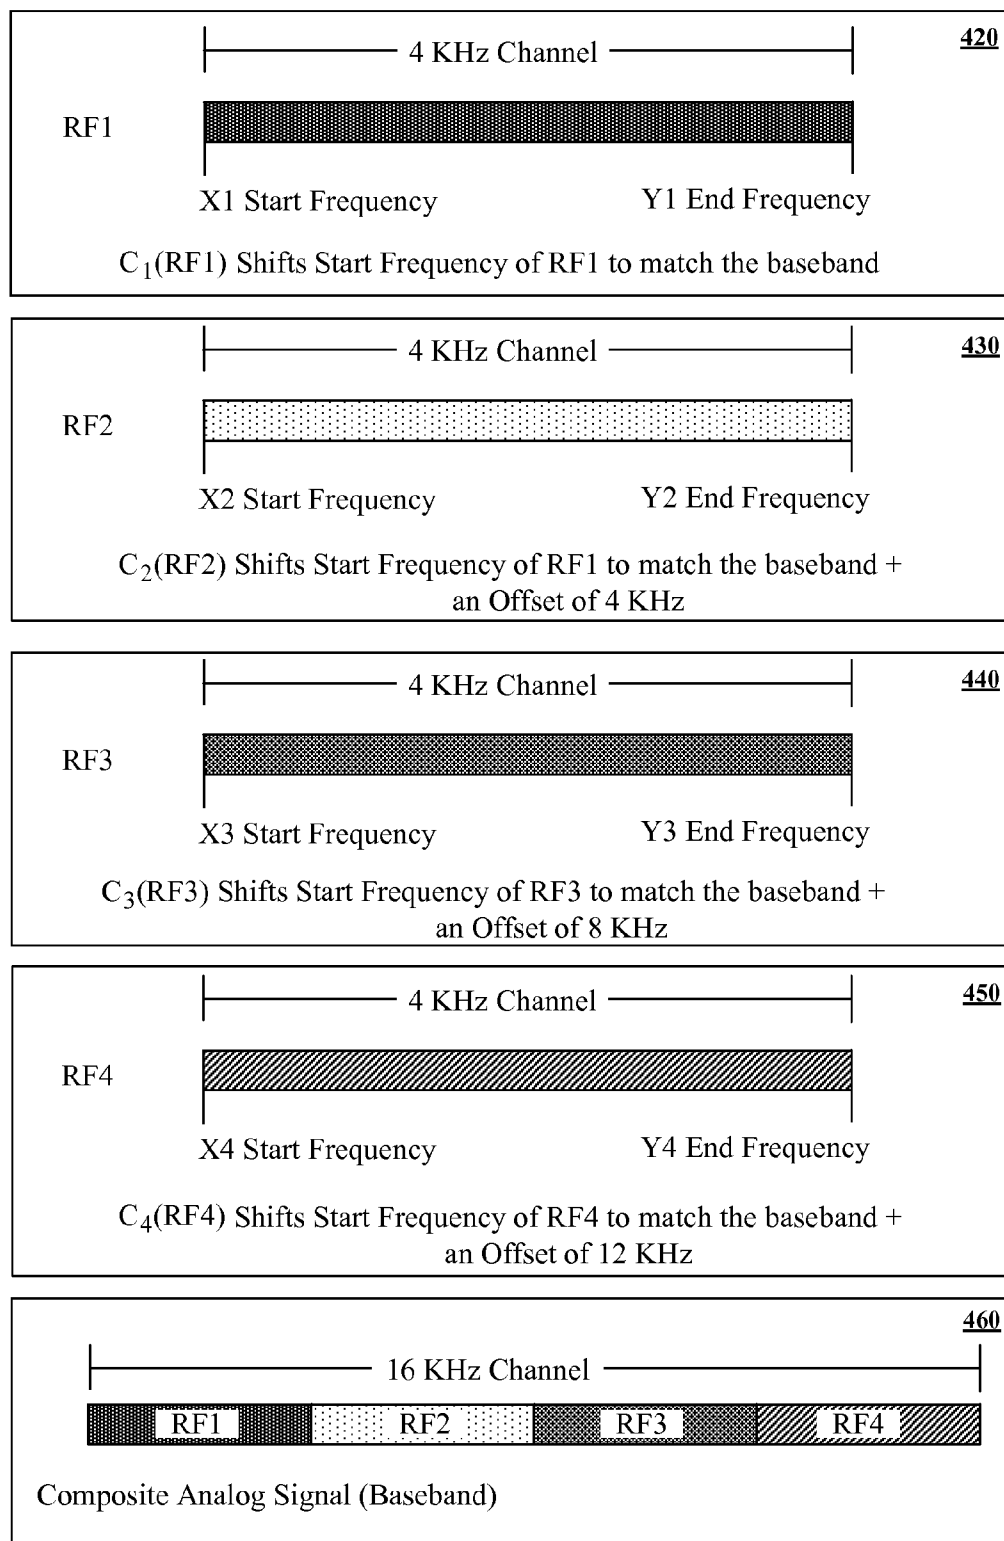 420
4 KHz Channel
RF1
X1 Start Frequency Y1 End Frequency
C1(RF1) Shifts Start Frequency of RF1 to match the baseband
430
4 KHz Channel
RF2
X2 Start Frequency Y2 End Frequency
C2(RF2) Shifts Start Frequency of RF1 to match the baseband +
an Offset of 4 KHz
440
4 KHz Channel
RF3
X3 Start Frequency Y3 End Frequency
C3(RF3) Shifts Start Frequency of RF3 to match the baseband +
an Offset of 8 KHz
450
4 KHz Channel
RF4
X4 Start Frequency Y4 End Frequency
C4(RF4) Shifts Start Frequency of RF4 to match the baseband +
an Offset of 12 KHz
460
16 KHz Channel
RF1 RF2 RF3 RF4
Composite Analog Signal (Baseband)